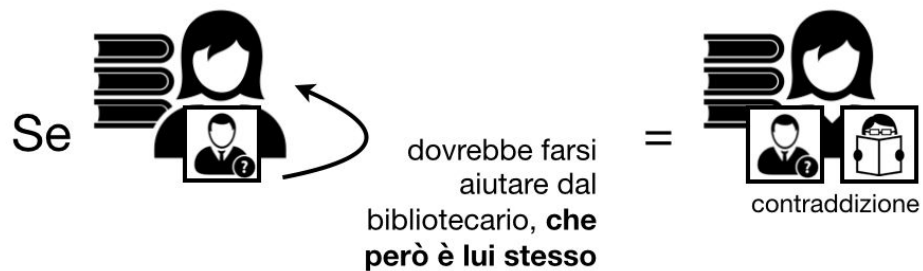 Se
dovrebbe farsi
aiutare dal
bibliotecario, che
però è lui stesso
=
contraddizione
? 
?